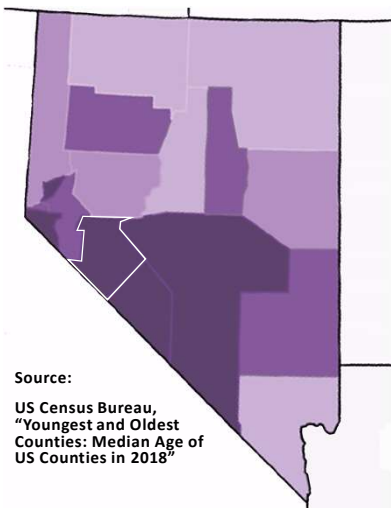 Source:
US Census Bureau,
“Youngest and Oldest
Counties: Median Age of
US Counties in 2018”